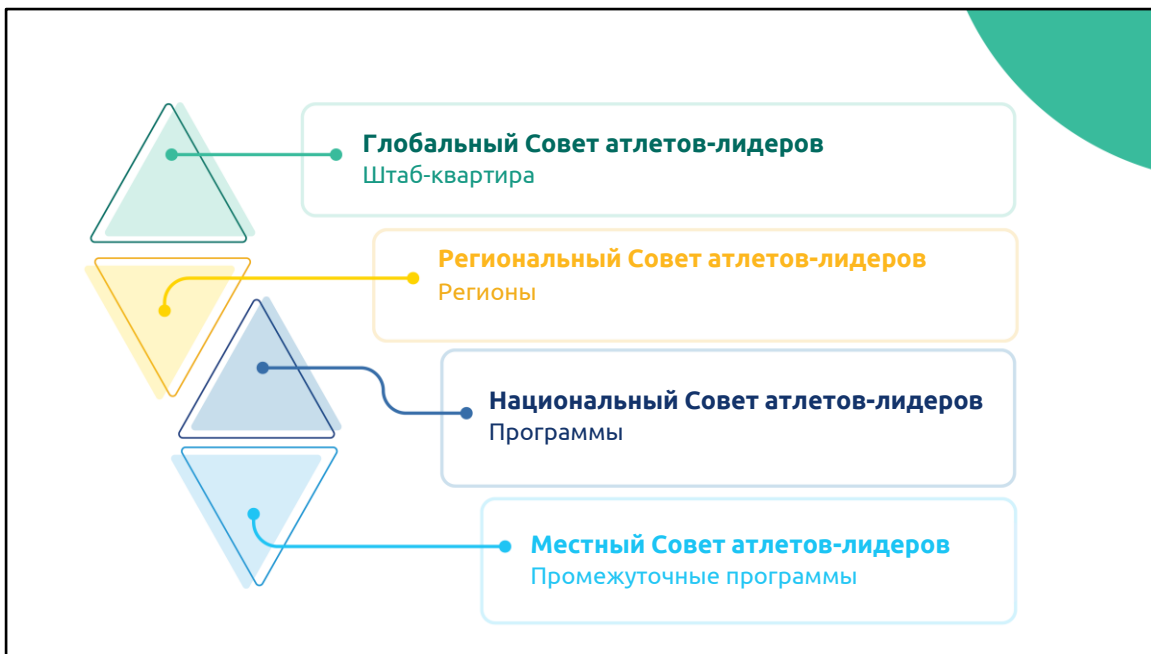 Глобальный Совет атлетов-лидеров
Штаб-квартира
Региональный Совет атлетов-лидеров
Регионы
Национальный Совет атлетов-лидеров
Программы
Местный Совет атлетов-лидеров
Промежуточные программы